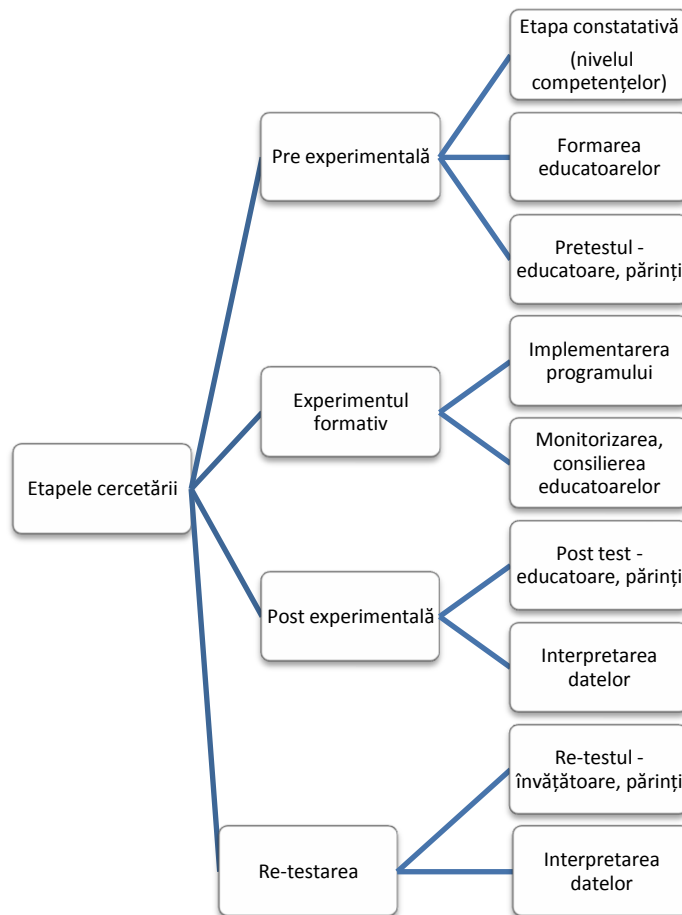 Etapele cercetării
Pre experimentală
Etapa constatativă
(nivelul
competențelor)
Formarea
educatoarelor
Pretestul -
educatoare, părinți
Experimentul
formativ
Implementarera
programului
Monitorizarea,
consilierea
educatoarelor
Post experimentală
Post test -
educatoare, părinți
Interpretarea
datelor
Re-testarea
Re-testul -
învățătoare, părinți
Interpretarea
datelor